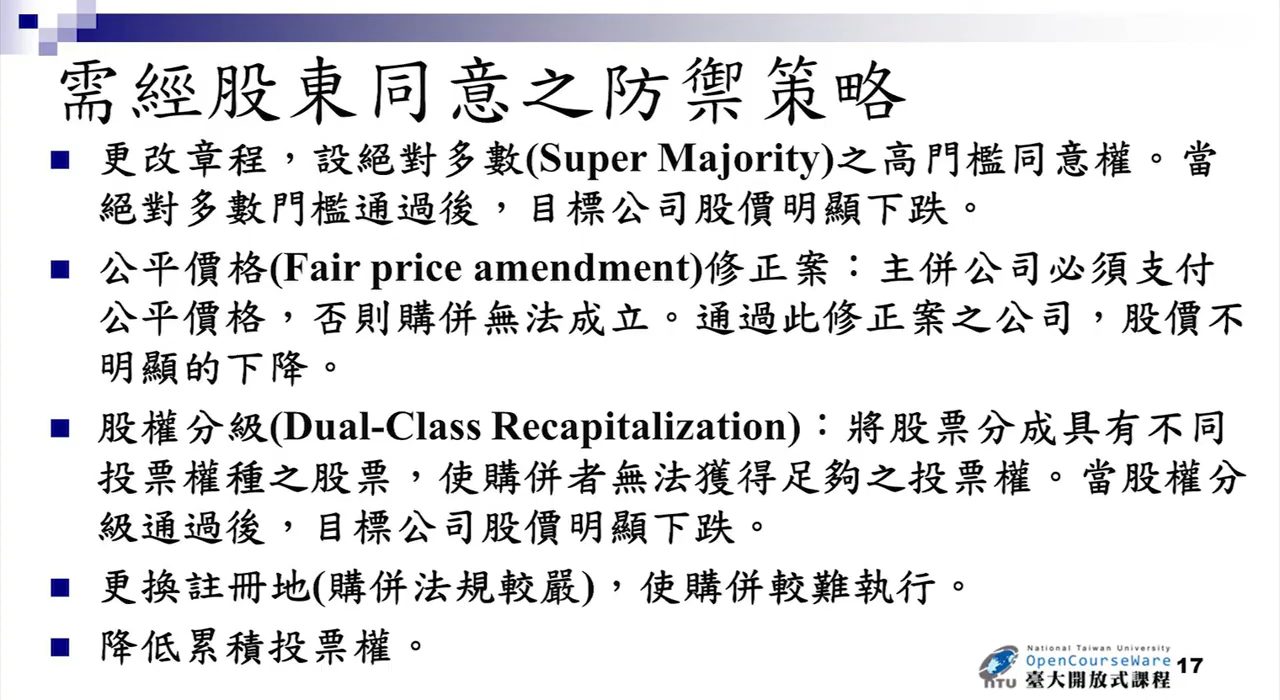 需經股東同意之防禦策略
更改章程，設絕對多數(Super Majority)之高門檻同意權。當
絕對多數門檻通過後，目標公司股價明顯下跌。
公平價格(Fair price amendment)修正案：主併公司必須支付
公平價格，否則購併無法成立。通過此修正案之公司，股價不
明顯的下降。
股權分級(Dual-Class Recapitalization)：將股票分成具有不同
投票權種之股票，使購併者無法獲得足夠之投票權。當股權分
級通過後，目標公司股價明顯下跌。
更換註冊地(購併法規較嚴)，使購併較難執行。
降低累積投票權。
National Taiwan University
OpenCourseWare
NTU 臺大開放式課程
17